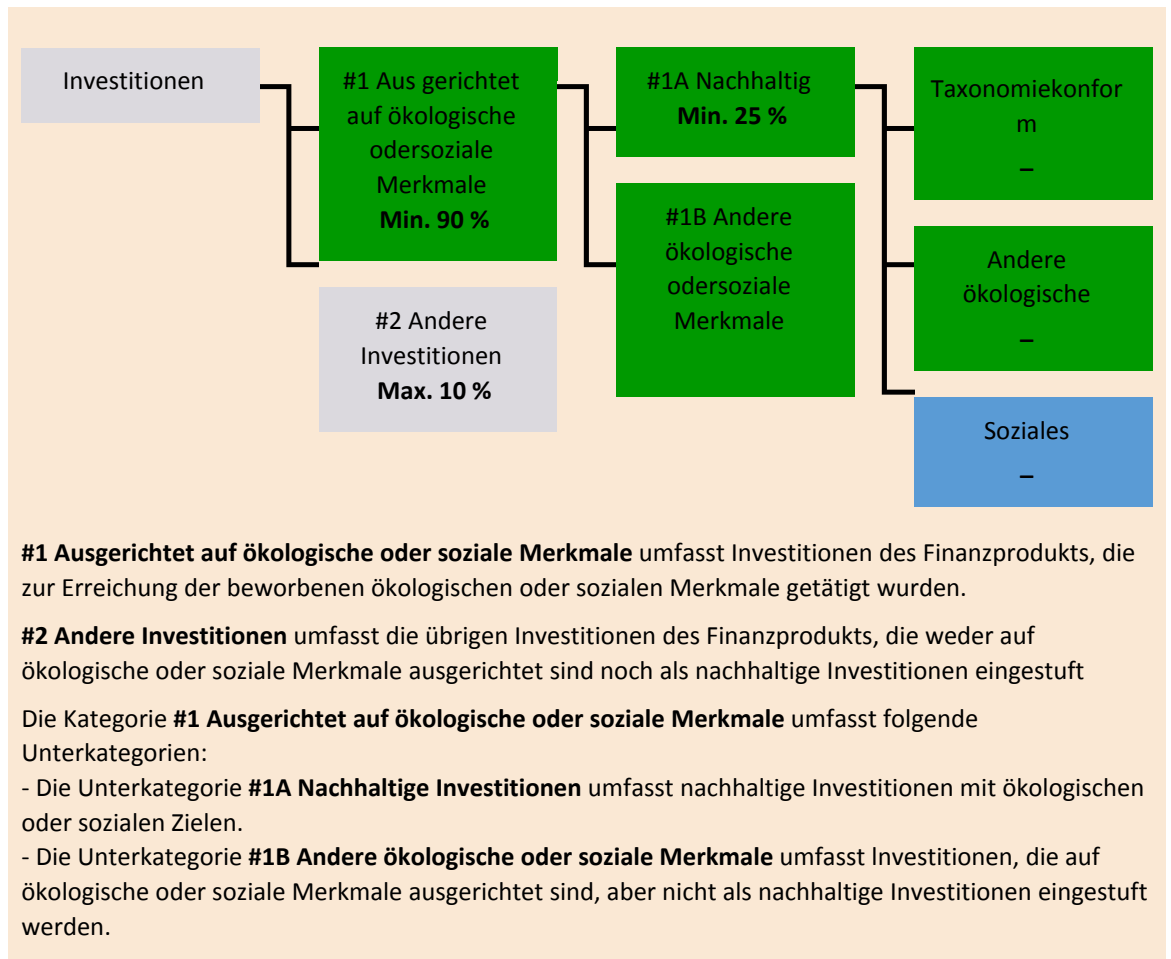 Investitionen
#1 Aus gerichtet
auf ökologische
odersoziale
Merkmale
Min. 90 %
#2 Andere
Investitionen
Max. 10 %
#1A Nachhaltig
Min. 25 %
#1B Andere
ökologische
odersoziale
Merkmale
Taxonomiekonfor
m
–
Andere
ökologische
–
Soziales
–
#1 Ausgerichtet auf ökologische oder soziale Merkmale umfasst Investitionen des Finanzprodukts, die
zur Erreichung der beworbenen ökologischen oder sozialen Merkmale getätigt wurden.
#2 Andere Investitionen umfasst die übrigen Investitionen des Finanzprodukts, die weder auf
ökologische oder soziale Merkmale ausgerichtet sind noch als nachhaltige Investitionen eingestuft
Die Kategorie #1 Ausgerichtet auf ökologische oder soziale Merkmale umfasst folgende
Unterkategorien:
- Die Unterkategorie #1A Nachhaltige Investitionen umfasst nachhaltige Investitionen mit ökologischen
oder sozialen Zielen.
- Die Unterkategorie #1B Andere ökologische oder soziale Merkmale umfasst lnvestitionen, die auf
ökologische oder soziale Merkmale ausgerichtet sind, aber nicht als nachhaltige Investitionen eingestuft
werden.